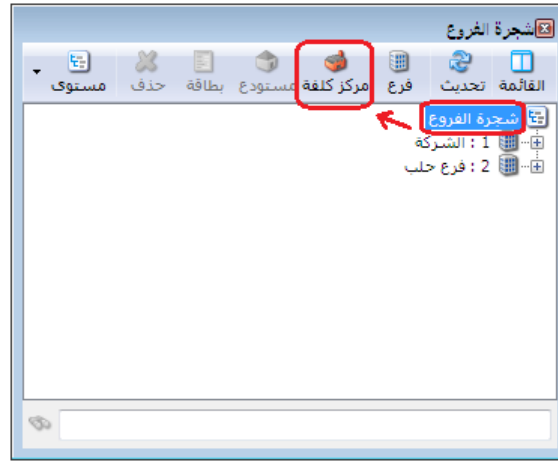 شجرة الفروع
القائمة تحديث فرع مركز كلفة مستودع بطاقة حذف مستوى
شجرة الفروع
1 : الشركة
2 : فرع حلب